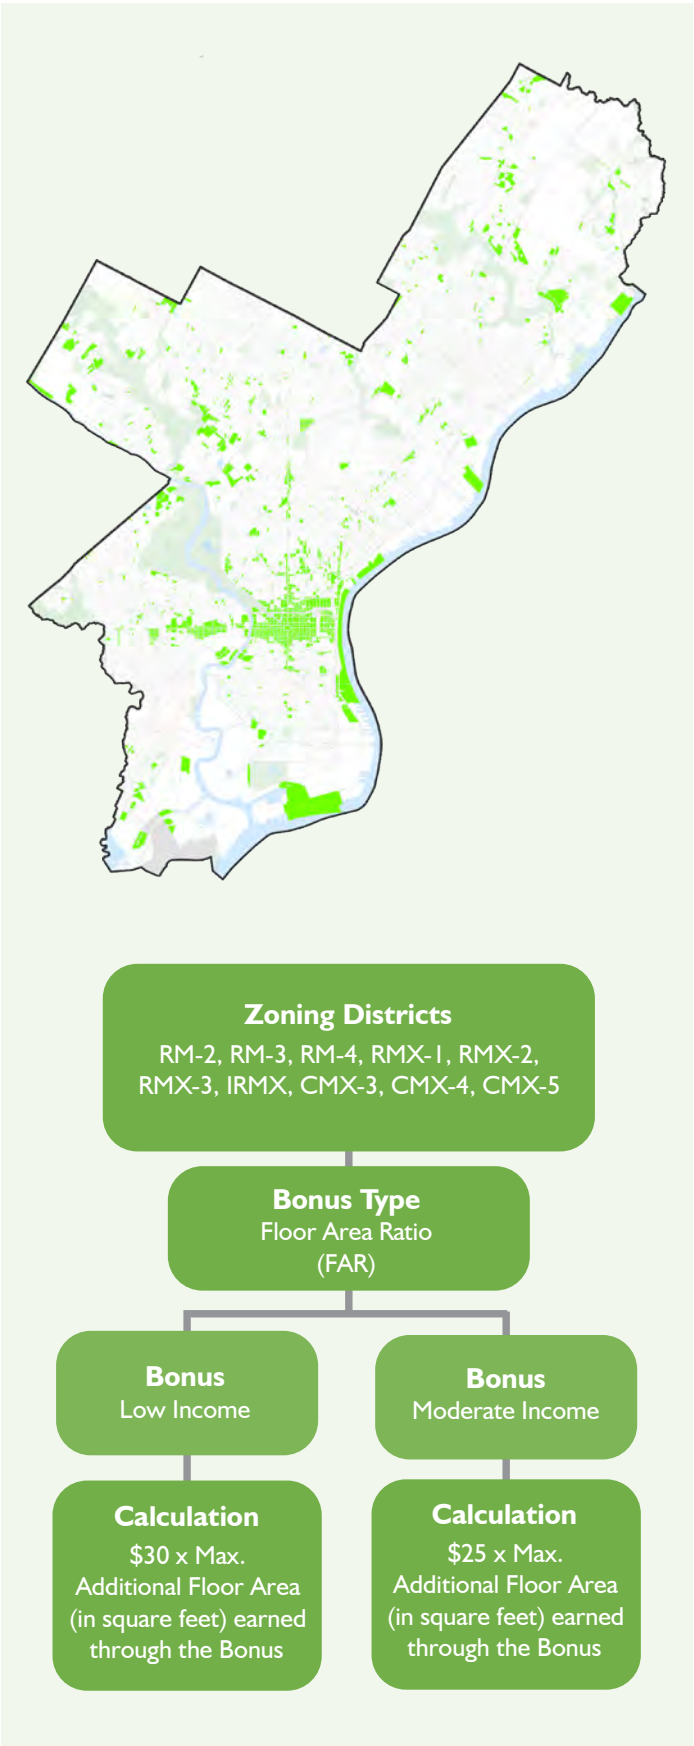 Zoning Districts
RM-2, RM-3, RM-4, RMX-1, RMX-2,
RMX-3, IRMX, CMX-3, CMX-4, CMX-5
Bonus Type
Floor Area Ratio
(FAR)
Bonus
Low Income
Bonus
Moderate Income
Calculation
$30 x Max.
Additional Floor Area
(in square feet) earned
through the Bonus
Calculation
$25 x Max.
Additional Floor Area
(in square feet) earned
through the Bonus